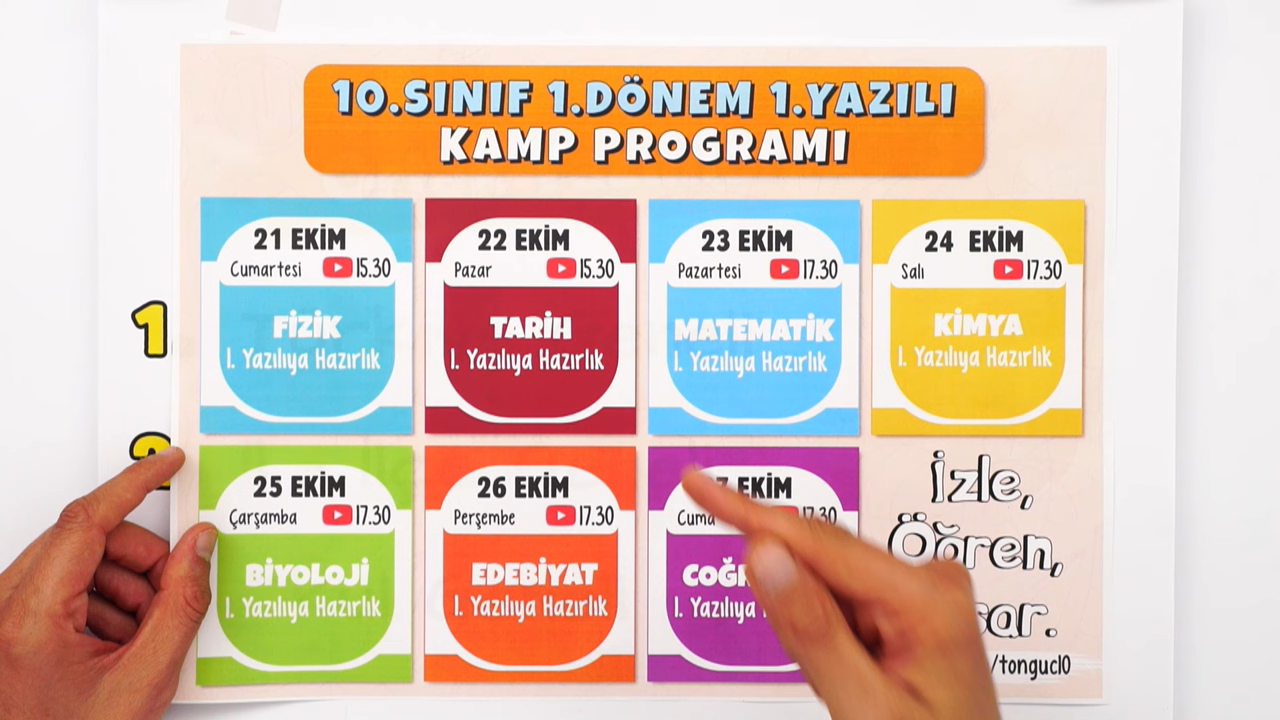 10.SINIF 1.DÖNEM 1.YAZILI
KAMP PROGRAMI
21 EKİM
Cumartesi 15.30
FİZİK
1. Yazılıya Hazırlık
22 EKİM
Pazar 15.30
TARİH
1. Yazılıya Hazırlık
23 EKİM
Pazartesi 17.30
MATEMATİK
1. Yazılıya Hazırlık
24 EKİM
Salı 17.30
KİMYA
1. Yazılıya Hazırlık
25 EKİM
Çarşamba 17.30
BİYOLOJİ
1. Yazılıya Hazırlık
26 EKİM
Perşembe 17.30
EDEBİYAT
1. Yazılıya Hazırlık
EKİM
Cuma 17.30
1. Yazılıya
İzle,
Öğren,
/tonguc10
1
2